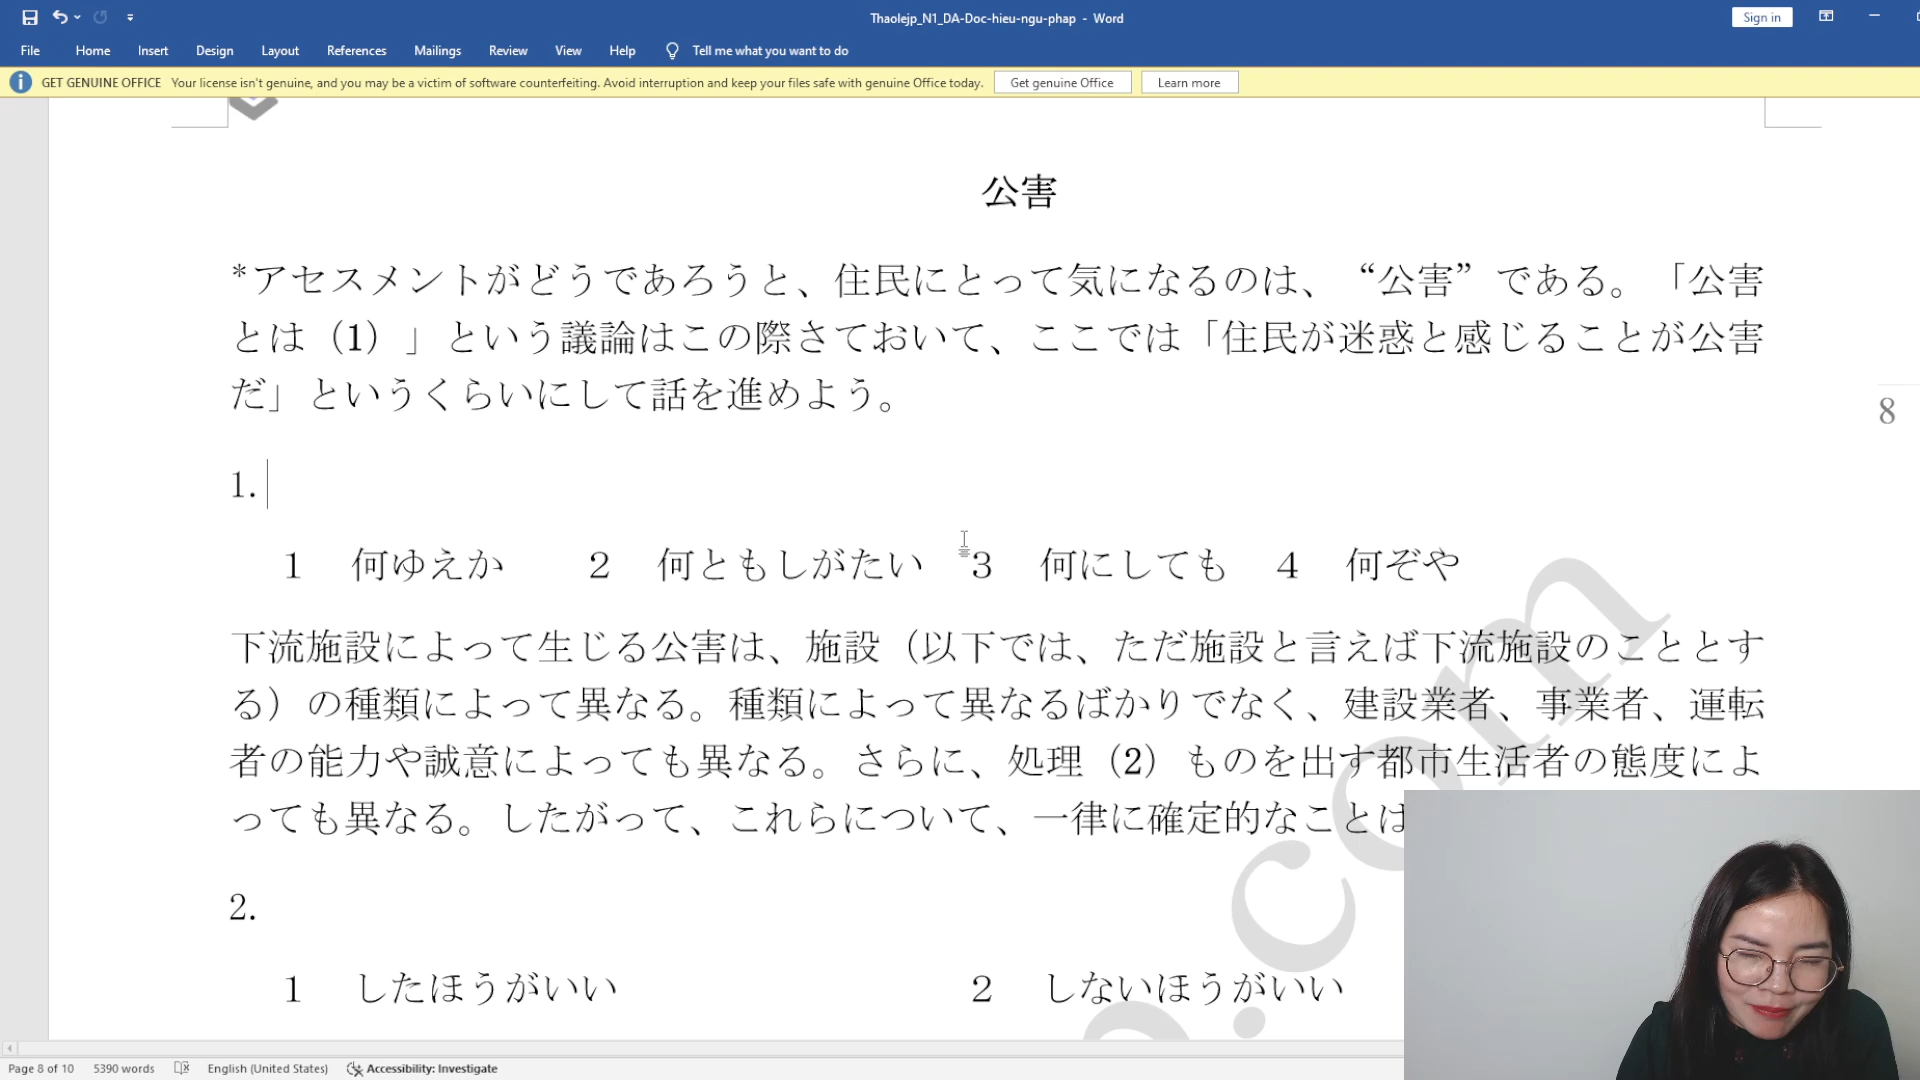 Thaolejp_N1_DA-Doc-hieu-ngu-phap - Word
Sign in
File Home Insert Design Layout References Mailings Review View Help Tell me what you want to do
GET GENUINE OFFICE Your license isn't genuine, and you may be a victim of software counterfeiting. Avoid interruption and keep your files safe with genuine Office today. Get genuine Office Learn more
公害
*アセスメントがどうであろうと、住民にとって気になるのは、“公害”である。「公害
とは（1）」という議論はこの際さておいて、ここでは「住民が迷惑と感じることが公害
だ」というくらいにして話を進めよう。
8
1.
1 何ゆえか 2 何ともしがたい 3 何にしても 4 何ぞや
下流施設によって生じる公害は、施設（以下では、ただ施設と言えば下流施設のこととす
る）の種類によって異なる。種類によって異なるばかりでなく、建設業者、事業者、運転
者の能力や誠意によっても異なる。さらに、処理（2）ものを出す都市生活者の態度によ
っても異なる。したがって、これらについて、一律に確定的なことは
2.
1 したほうがいい 2 しないほうがいい
.com
Page 8 of 10 5390 words English (United States) Accessibility: Investigate